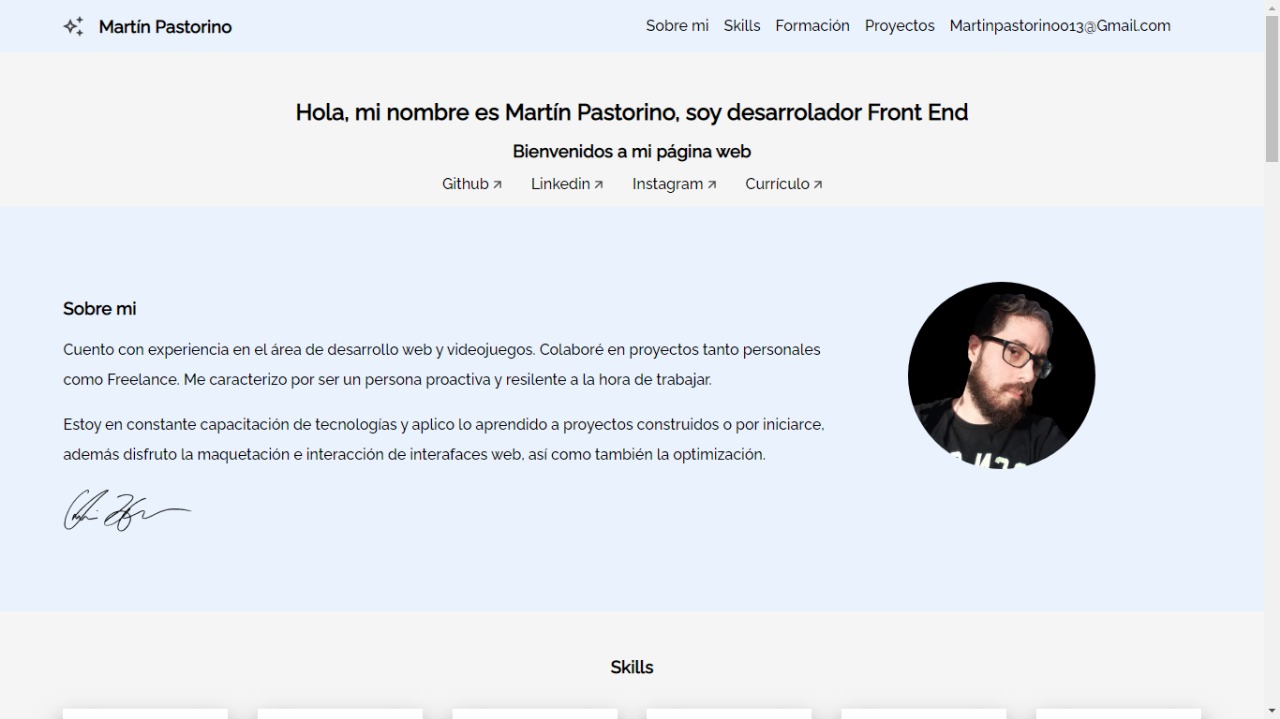 Martín Pastorino
Sobre mi Skills Formación Proyectos Martinpastorino013@Gmail.com
Hola, mi nombre es Martín Pastorino, soy desarrolador Front End
Bienvenidos a mi página web
Github Linkedin Instagram Currículo
Sobre mi
Cuento con experiencia en el área de desarrollo web y videojuegos. Colaboré en proyectos tanto personales
como Freelance. Me caracterizo por ser un persona proactiva y resilente a la hora de trabajar.
Estoy en constante capacitación de tecnologías y aplico lo aprendido a proyectos construidos o por iniciarce,
además disfruto la maquetación e interacción de interafaces web, así como también la optimización.
Skills